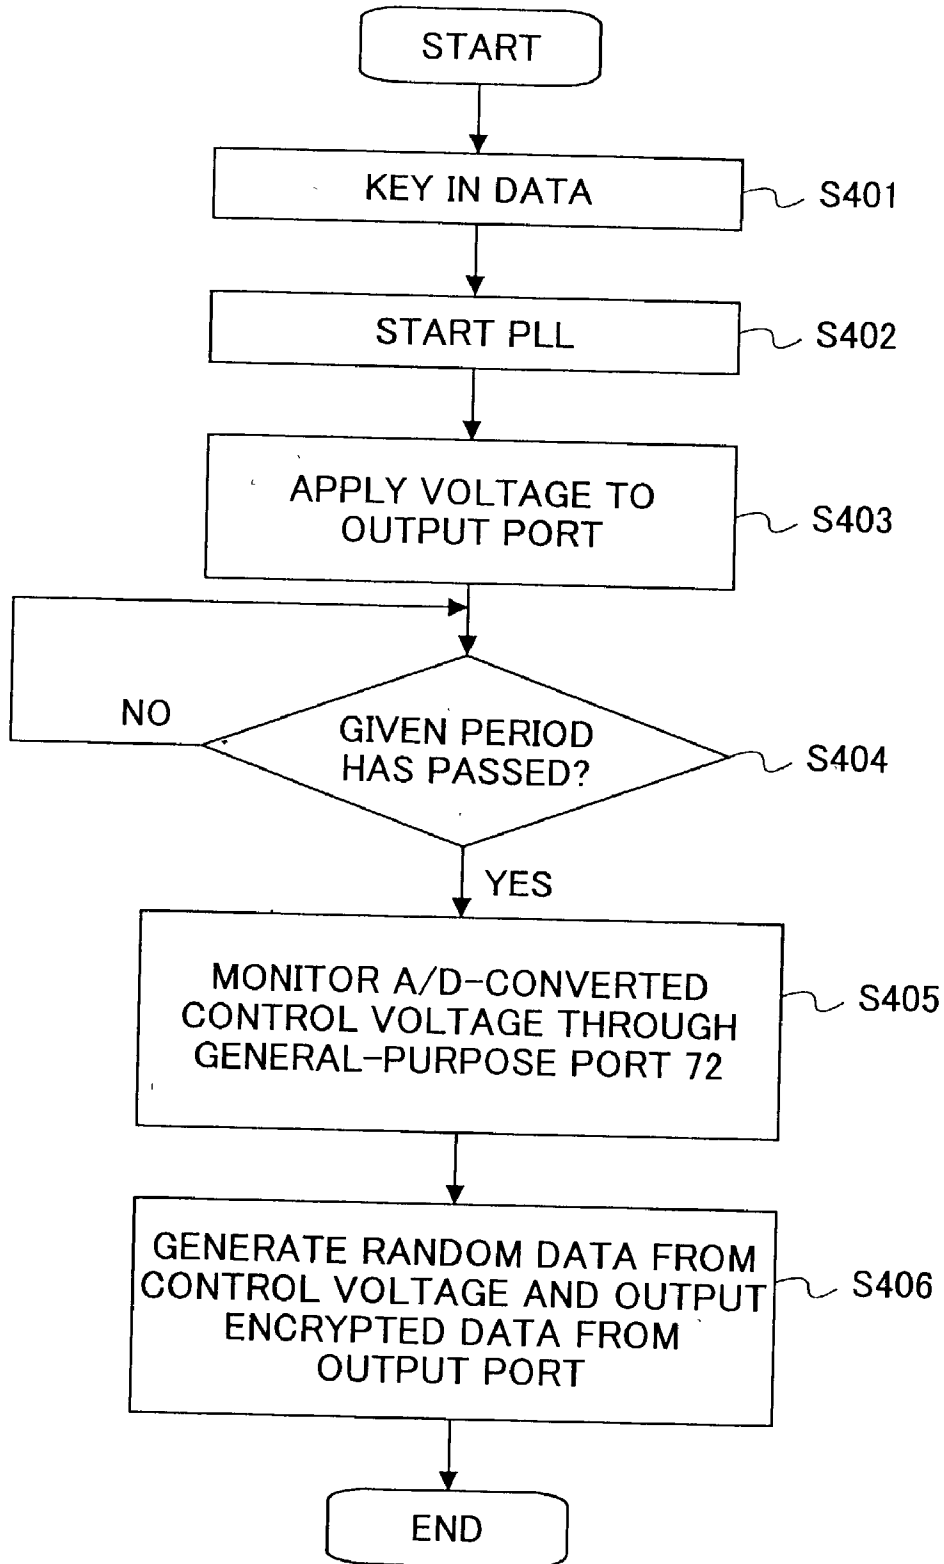 START
KEY IN DATA
S401
START PLL
S402
APPLY VOLTAGE TO
OUTPUT PORT
S403
NO
GIVEN PERIOD
HAS PASSED?
S404
YES
MONITOR A/D-CONVERTED
CONTROL VOLTAGE THROUGH
GENERAL-PURPOSE PORT 72
S405
GENERATE RANDOM DATA FROM
CONTROL VOLTAGE AND OUTPUT
ENCRYPTED DATA FROM
OUTPUT PORT
S406
END